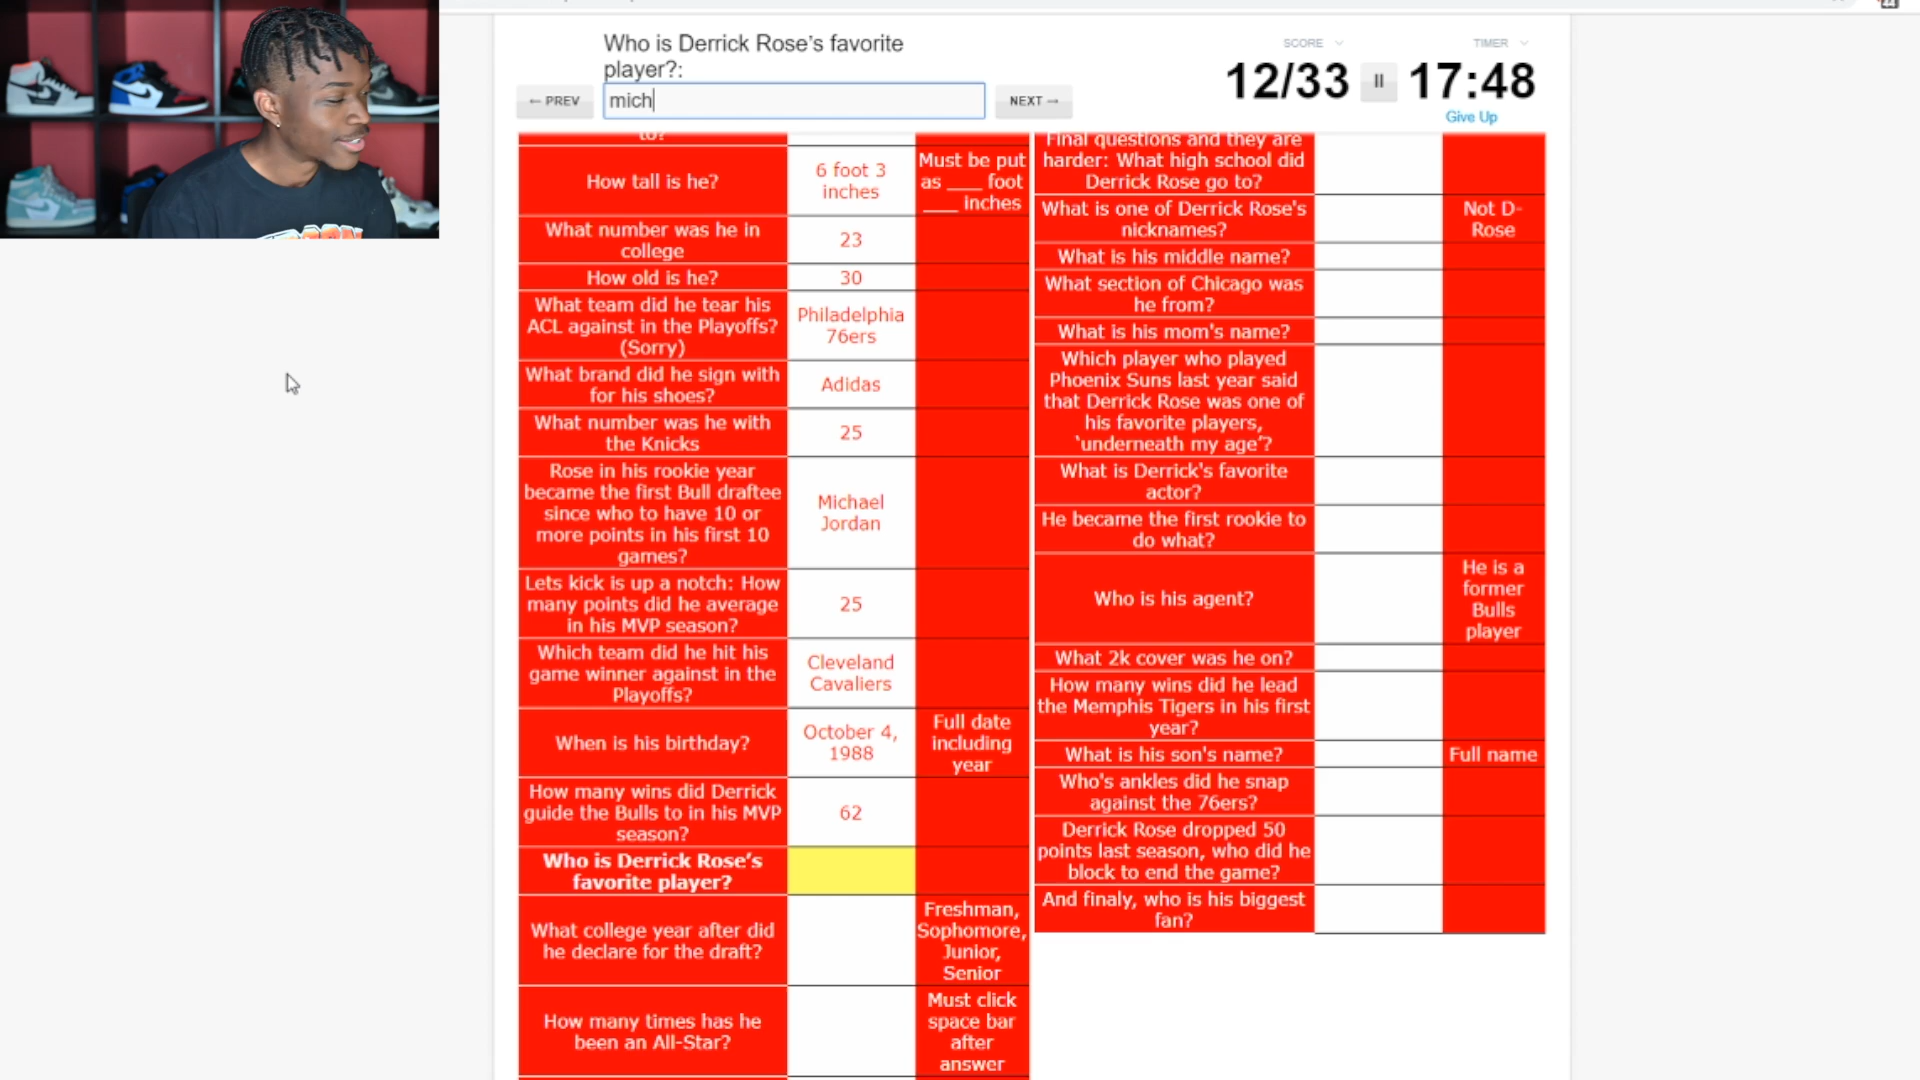 Who is Derrick Rose's favorite
player?:
← PREV
mich
NEXT →
SCORE
12/33
TIMER
17:48
Give Up
to?
How tall is he?
6 foot 3
inches
Must be put
as ___ foot
___ inches
What number was he in
college
23
How old is he?
30
What team did he tear his
ACL against in the Playoffs?
(Sorry)
Philadelphia
76ers
What brand did he sign with
for his shoes?
Adidas
What number was he with
the Knicks
25
Rose in his rookie year
became the first Bull draftee
since who to have 10 or
more points in his first 10
games?
Michael
Jordan
Lets kick is up a notch: How
many points did he average
in his MVP season?
25
Which team did he hit his
game winner against in the
Playoffs?
Cleveland
Cavaliers
When is his birthday?
October 4,
1988
Full date
including
year
How many wins did Derrick
guide the Bulls to in his MVP
season?
62
Who is Derrick Rose's
favorite player?
What college year after did
he declare for the draft?
Freshman,
Sophomore,
Junior,
Senior
How many times has he
been an All-Star?
Must click
space bar
after
answer
Final questions and they are
harder: What high school did
Derrick Rose go to?
What is one of Derrick Rose's
nicknames?
Not D-
Rose
What is his middle name?
What section of Chicago was
he from?
What is his mom's name?
Which player who played
Phoenix Suns last year said
that Derrick Rose was one of
his favorite players,
'underneath my age'?
What is Derrick's favorite
actor?
He became the first rookie to
do what?
Who is his agent?
He is a
former
Bulls
player
What 2k cover was he on?
How many wins did he lead
the Memphis Tigers in his first
year?
What is his son's name?
Full name
Who's ankles did he snap
against the 76ers?
Derrick Rose dropped 50
points last season, who did he
block to end the game?
And finaly, who is his biggest
fan?